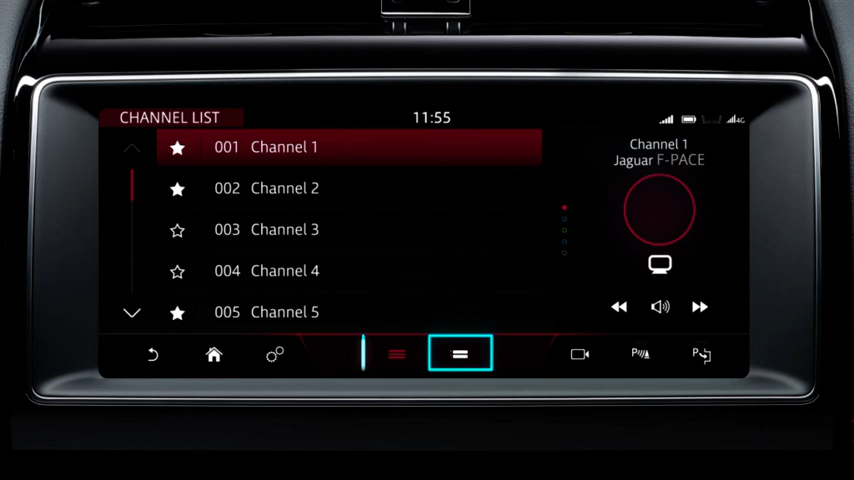 CHANNEL LIST
11:55
001 Channel 1
002 Channel 2
003 Channel 3
004 Channel 4
005 Channel 5
Channel 1
Jaguar F-PACE
4G
P
P